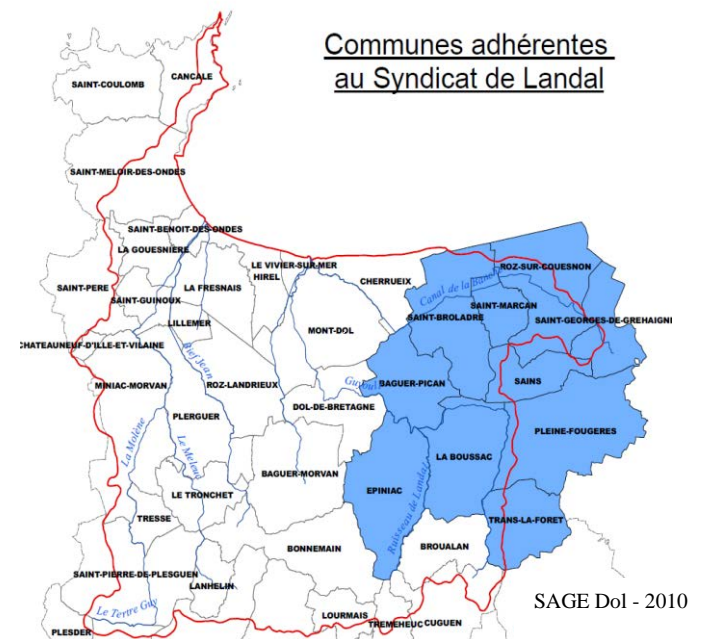 Communes adhérentes
au Syndicat de Landal
CANCALE
SAINT-COULOMB
SAINT-MELOIR-DES-ONDES
SAINT-BENOIT-DES-ONDES
LA GOUESNIERE
LE VIVIER-SUR-MER
HIREL
CHERRUEIX
ROZ-SUR-COUESNON
SAINT-PERE
LA FRESNAIS
SAINT-GUINOUX
Canal de la
SAINT-MARCAN
SAINT-BROLADRE
SAINT-GEORGES-DE-GREHAIGNE
LILLEMER
MONT-DOL
CHATEAUNEUF-D'ILLE-ET-VILAINE
Bief Jean
MINIAC-MORVAN
ROZ-LANDRIEUX
BAGUER-PICAN
SAINS
DOL-DE-BRETAGNE
PLERGUER
PLEINE-FOUGERES
La Molène
Le Meleuc
LA BOUSSAC
BAGUER-MORVAN
EPINIAC
Ruisseau de Landal
LE TRONCHET
TRESSE
TRANS-LA-FORET
BONNEMAIN
BROUALAN
SAINT-PIERRE-DE-PLESGUEN
LANHELIN
Le Tertre Guy
LOURMAIS
TREMEHEUC
CUGUEN
PLESDER
SAGE Dol - 2010